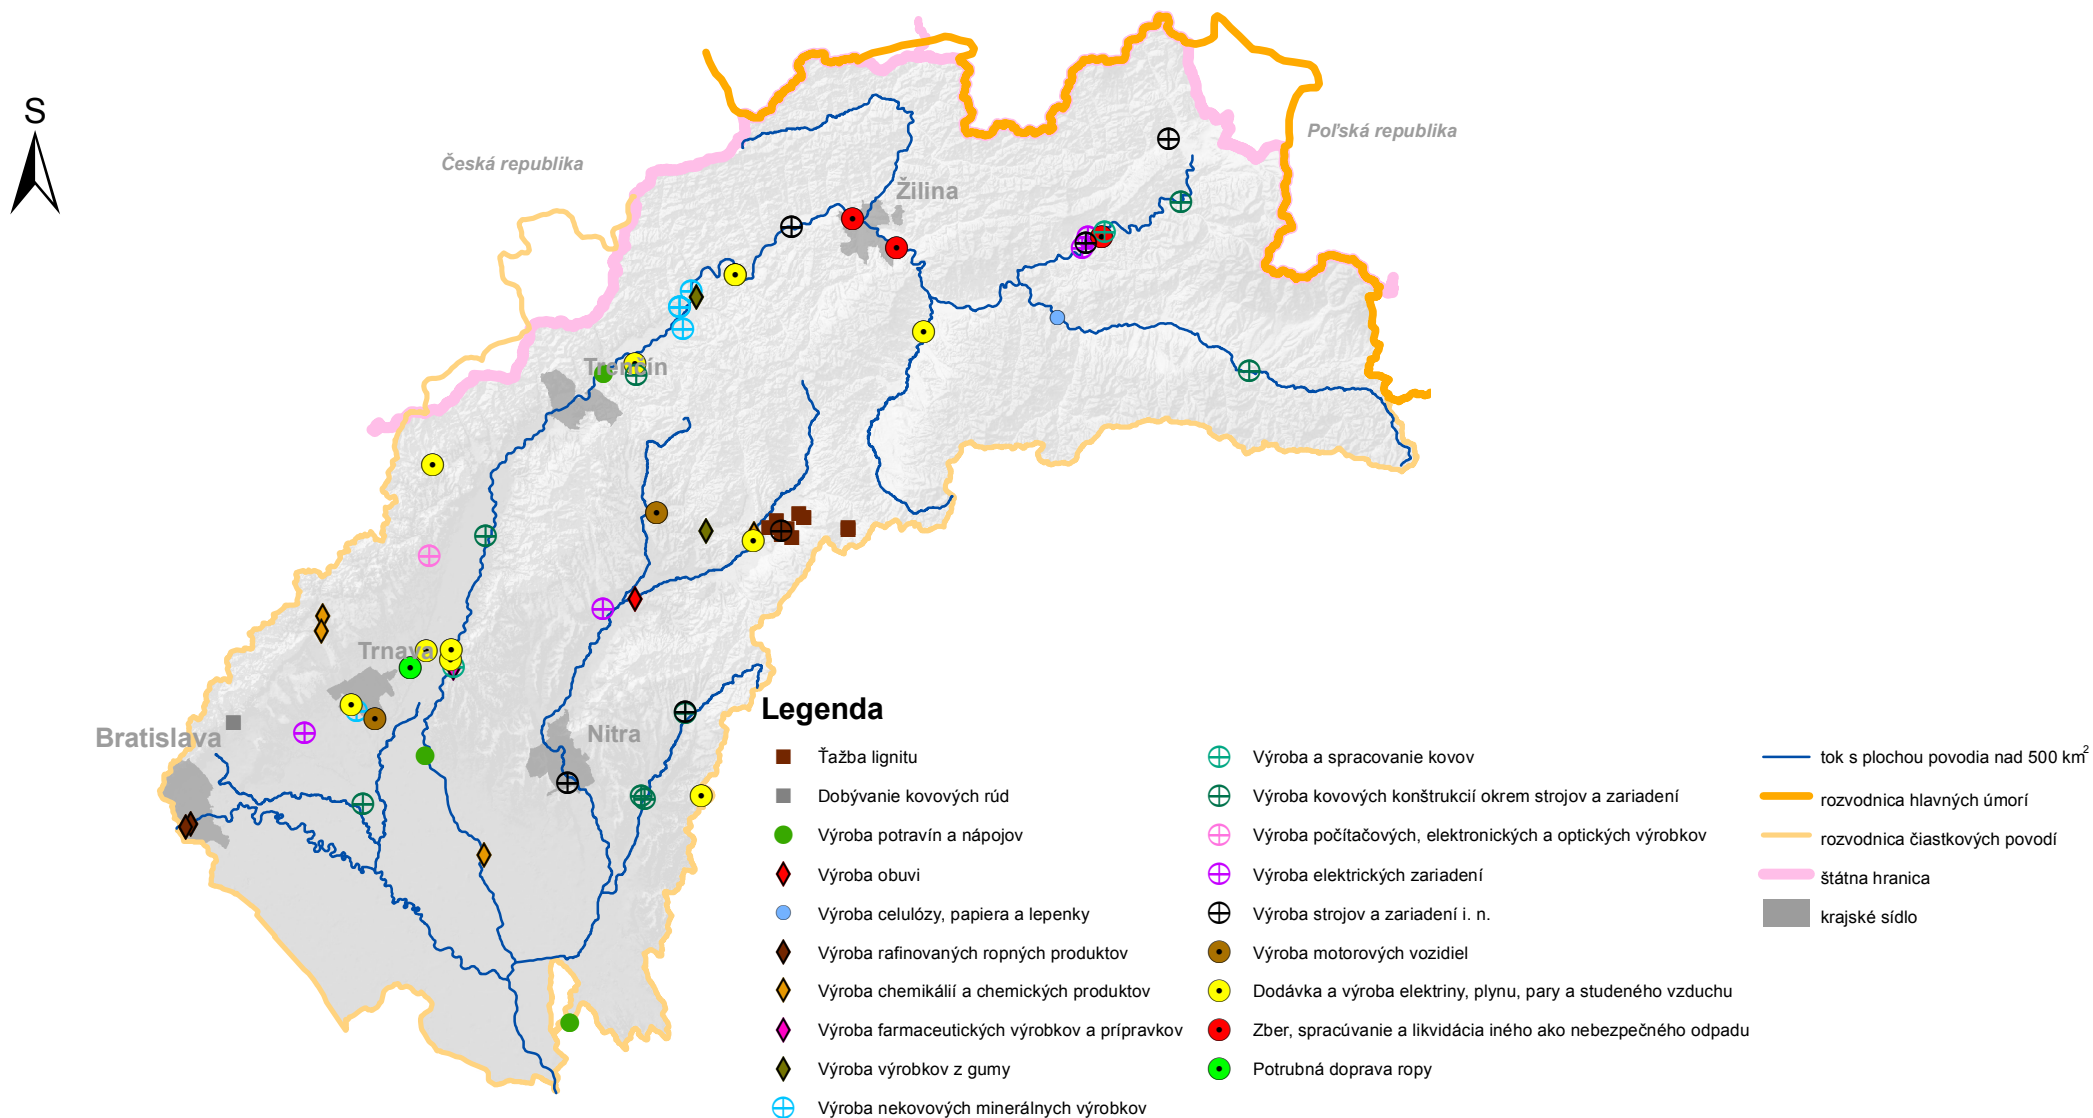 S
Česká republika
Poľská republika
Žilina
Trenčín
Trnava
Bratislava
Nitra
Legenda
Ťažba lignitu
Dobývanie kovových rúd
Výroba potravín a nápojov
Výroba obuvi
Výroba celulózy, papiera a lepenky
Výroba rafinovaných ropných produktov
Výroba chemikálií a chemických produktov
Výroba farmaceutických výrobkov a prípravkov
Výroba výrobkov z gumy
Výroba nekovových minerálnych výrobkov
Výroba a spracovanie kovov
Výroba kovových konštrukcií okrem strojov a zariadení
Výroba počítačových, elektronických a optických výrobkov
Výroba elektrických zariadení
Výroba strojov a zariadení i. n.
Výroba motorových vozidiel
Dodávka a výroba elektriny, plynu, pary a studeného vzduchu
Zber, spracúvanie a likvidácia iného ako nebezpečného odpadu
Potrubná doprava ropy
tok s plochou povodia nad 500 km²
rozvodnica hlavných úmorí
rozvodnica čiastkových povodí
štátna hranica
krajské sídlo